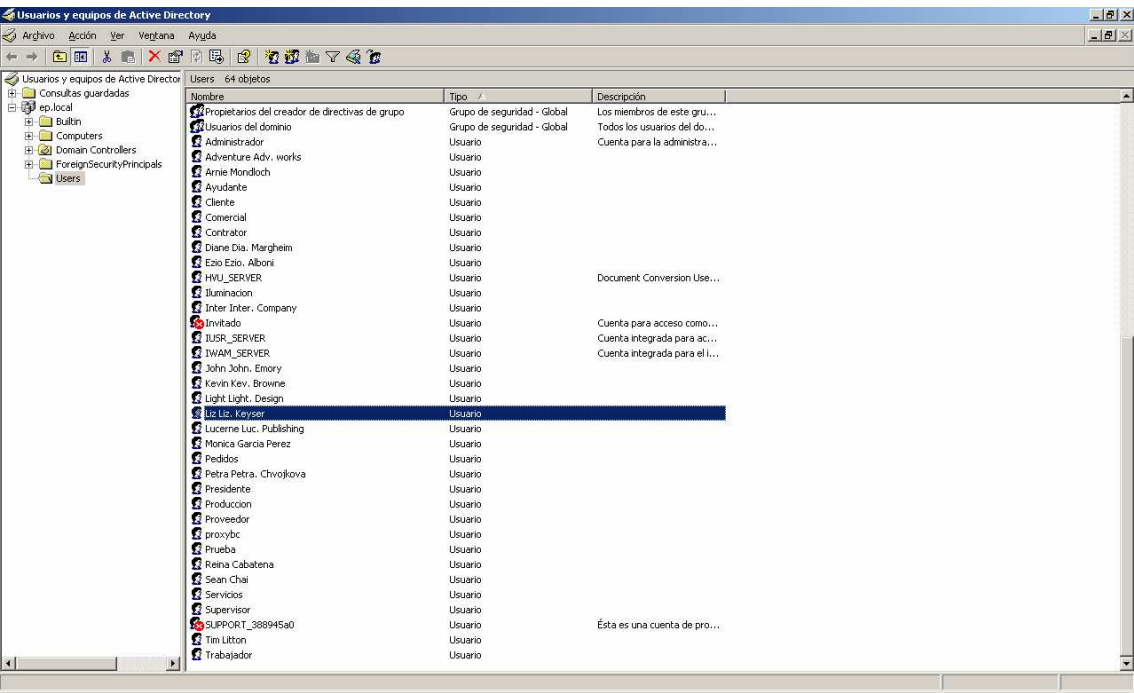 Usuarios y equipos de Active Directory
Archivo Acción Ver Ventana Ayuda
Usuarios y equipos de Active Director
Consultas guardadas
ep.local
Builtin
Computers
Domain Controllers
ForeignSecurityPrincipals
Users
Users 64 objetos
Nombre Tipo Descripción
Propietarios del creador de directivas de grupo Grupo de seguridad - Global Los miembros de este gru...
Usuarios del dominio Grupo de seguridad - Global Todos los usuarios del do...
Administrador Usuario Cuenta para la administra...
Adventure Adv. works Usuario
Arnie Mondloch Usuario
Ayudante Usuario
Cliente Usuario
Comercial Usuario
Contrator Usuario
Diane Dia. Margheim Usuario
Ezio Ezio. Alboni Usuario
HVU_SERVER Usuario Document Conversion Use...
Iluminacion Usuario
Inter Inter. Company Usuario
Invitado Usuario Cuenta para acceso como...
IUSR_SERVER Usuario Cuenta integrada para ac...
IWAM_SERVER Usuario Cuenta integrada para el i...
John John. Emory Usuario
Kevin Kev. Browne Usuario
Light Light. Design Usuario
Liz Liz. Keyser Usuario
Lucerne Luc. Publishing Usuario
Monica Garcia Perez Usuario
Pedidos Usuario
Petra Petra. Chvojkova Usuario
Presidente Usuario
Produccion Usuario
Proveedor Usuario
proxybc Usuario
Prueba Usuario
Reina Cabatena Usuario
Sean Chai Usuario
Servicios Usuario
Supervisor Usuario
SUPPORT_388945a0 Usuario Ésta es una cuenta de pro...
Tim Litton Usuario
Trabajador Usuario